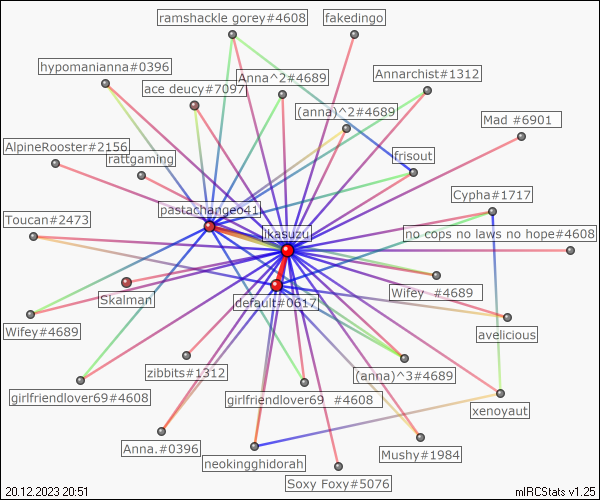 ramshackle gorey#4608
fakedingo
hypomanianna#0396
ace deucy#7097
Anna^2#4689
Annarchist#1312
(anna)^2#4689
Mad #6901
AlpineRooster#2156
rattgaming
frisout
Cypha#1717
pastachangeo41
Toucan#2473
ikasuzu
no cops no laws no hope#4608
Skalman
default#0617
Wifey #4689
Wifey#4689
avelicious
zibbits#1312
(anna)^3#4689
girlfriendlover69#4608
girlfriendlover69 #4608
xenoyaut
Anna.#0396
neokingghidorah
Mushy#1984
Soxy Foxy#5076
20.12.2023 20:51
mIRCStats v1.25